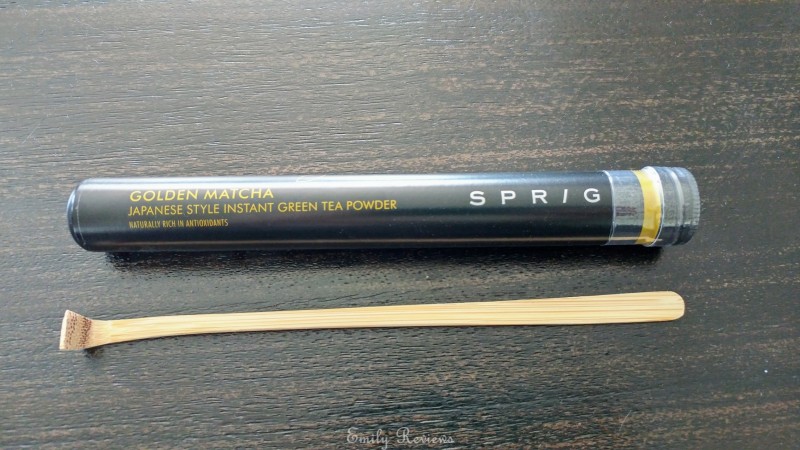 GOLDEN MATCHA
JAPANESE STYLE INSTANT GREEN TEA POWDER
NATURALLY RICH IN ANTIOXIDANTS
SPRIG
Emily Reviews